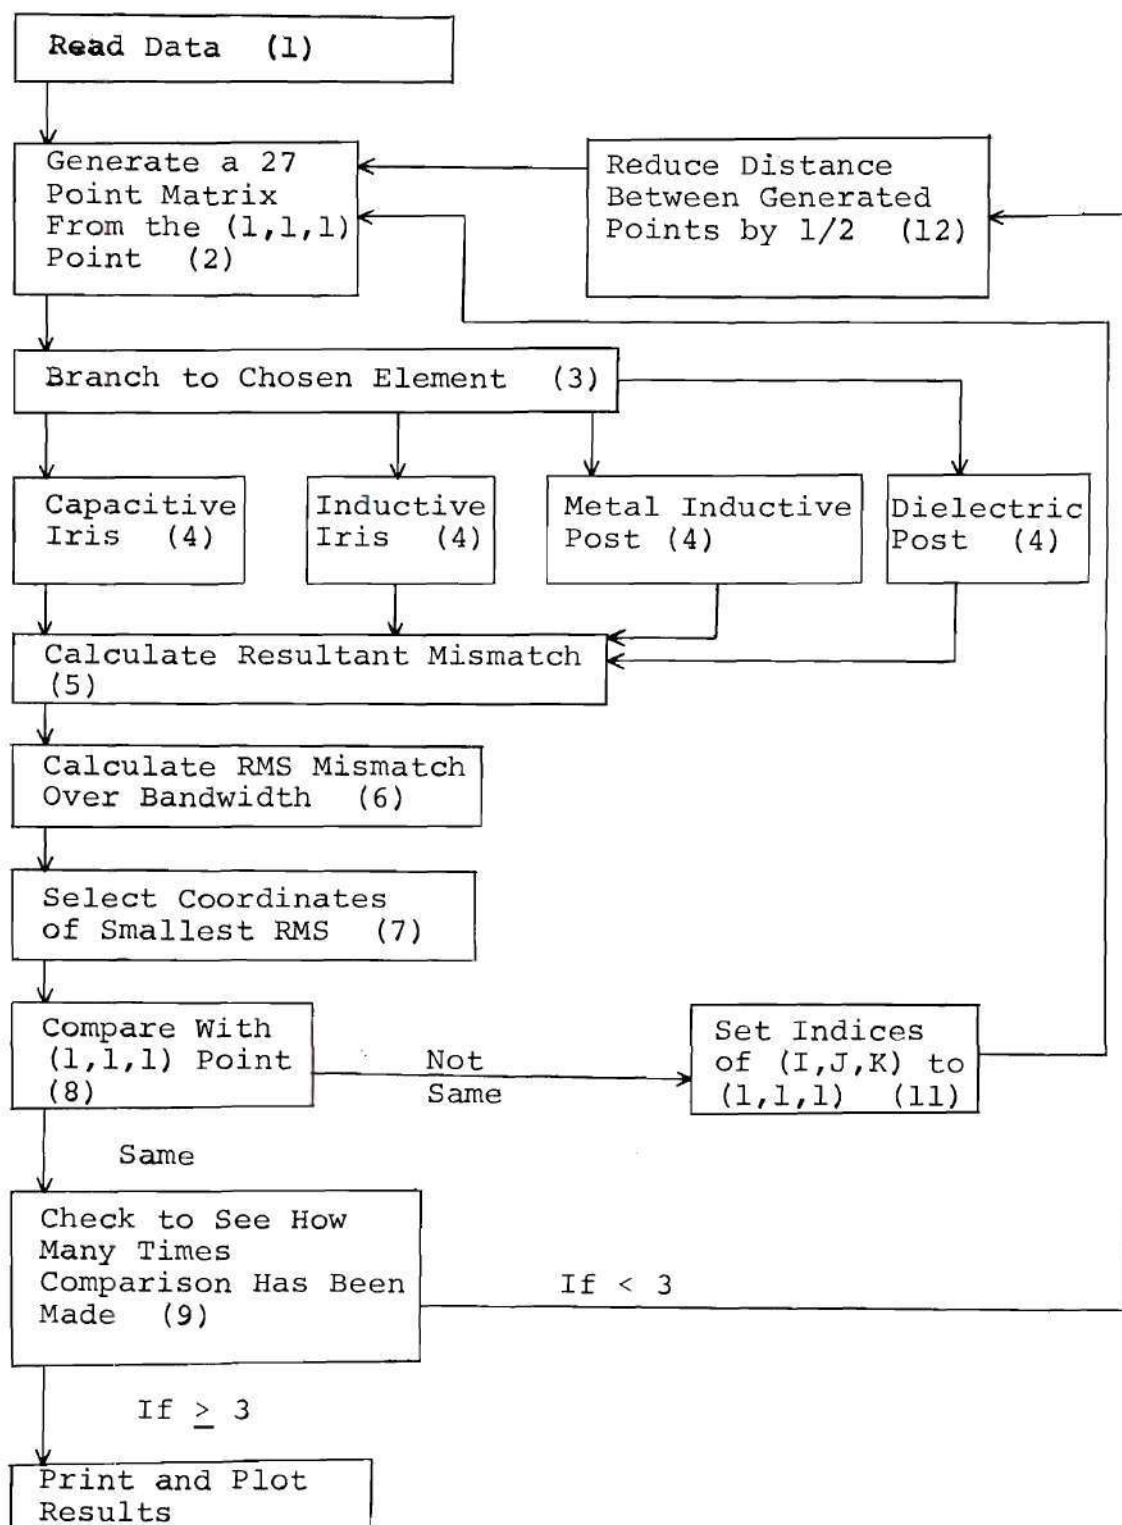 Read Data (1)
Generate a 27
Point Matrix
From the (1,1,1)
Point (2)
Reduce Distance
Between Generated
Points by 1/2 (12)
Branch to Chosen Element (3)
Capacitive
Iris (4)
Inductive
Iris (4)
Metal Inductive
Post (4)
Dielectric
Post (4)
Calculate Resultant Mismatch
(5)
Calculate RMS Mismatch
Over Bandwidth (6)
Select Coordinates
of Smallest RMS (7)
Compare With
(1,1,1) Point
(8)
Not
Same
Set Indices
of (I,J,K) to
(1,1,1) (11)
Same
Check to See How
Many Times
Comparison Has Been
Made (9)
If < 3
If ≥ 3
Print and Plot
Results